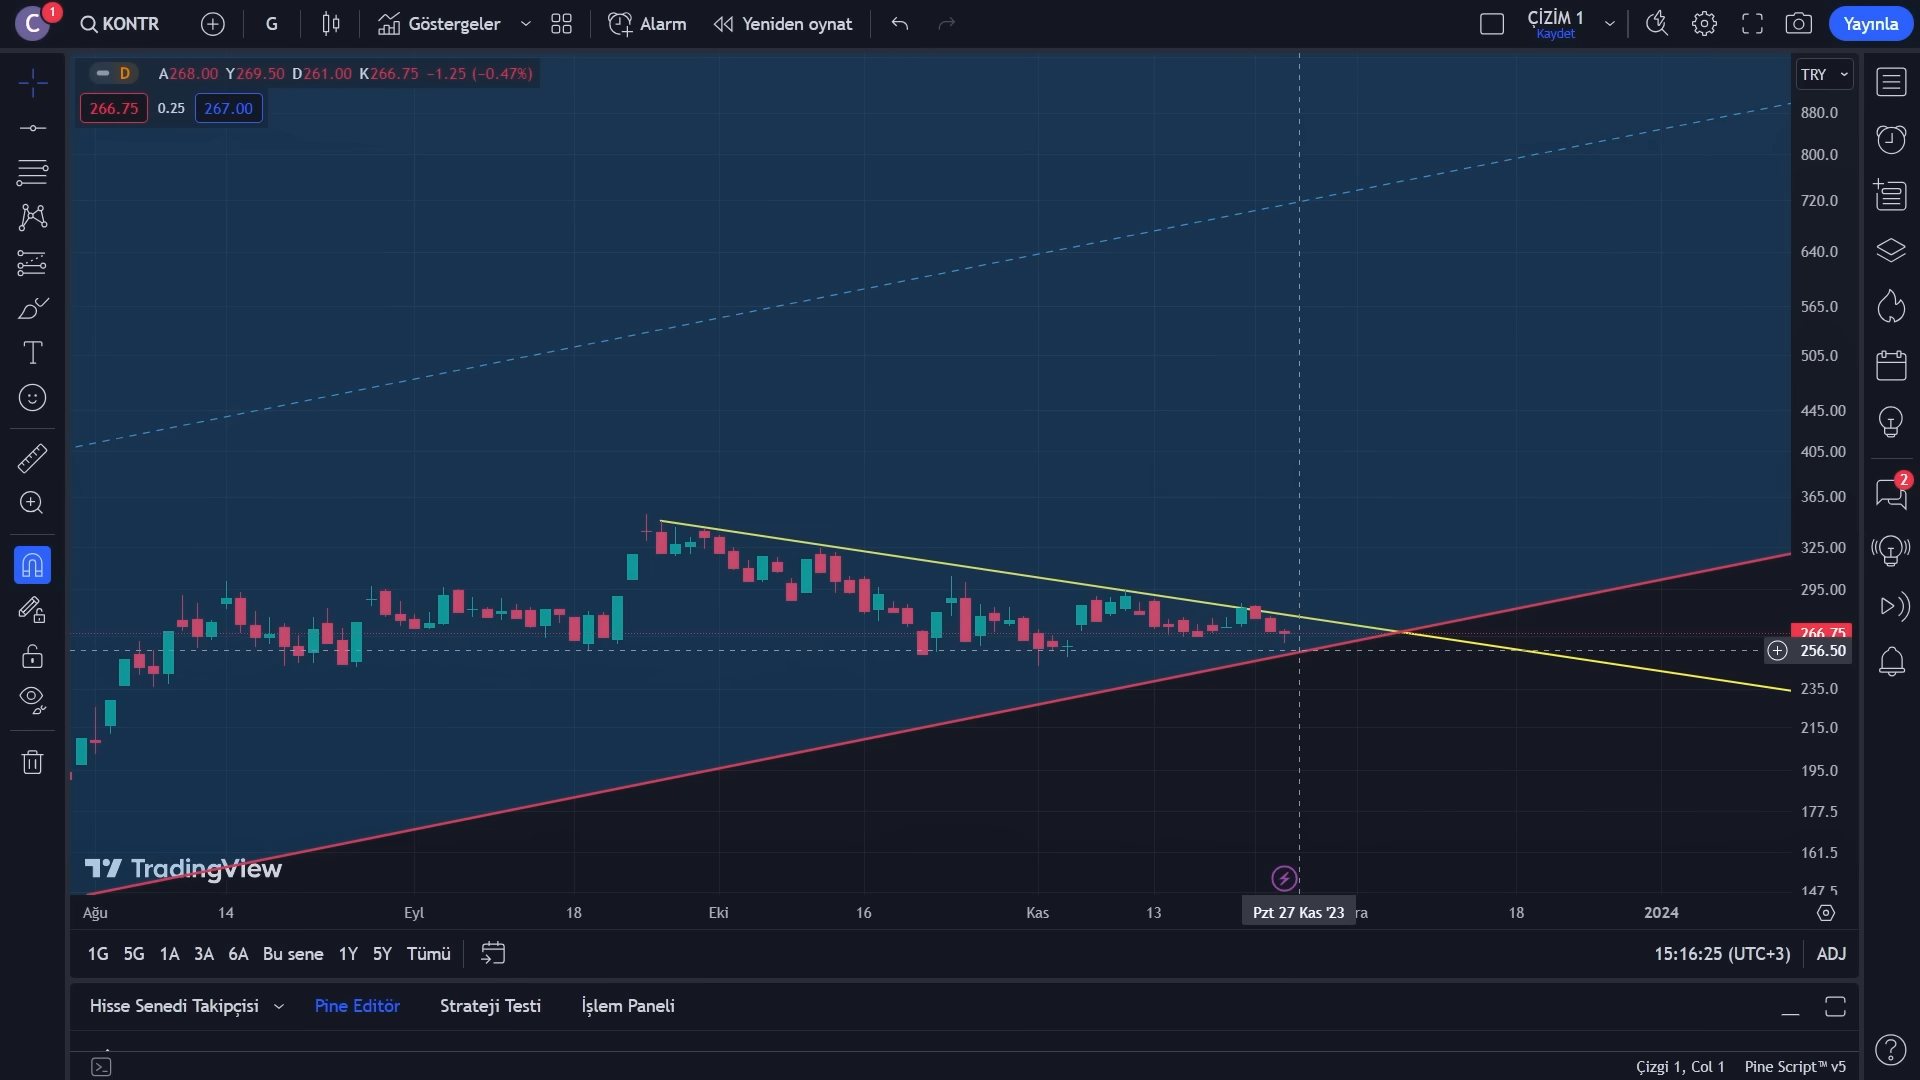 C
1
KONTR
G
Göstergeler
Alarm
Yeniden oynat
ÇİZİM 1
Kaydet
Yayınla
D A268.00 Y269.50 D261.00 K266.75 −1.25 (−0.47%)
266.75 0.25 267.00
TRY
880.0
800.0
720.0
640.0
565.0
505.0
445.00
405.00
365.00
325.00
295.00
266.75
256.50
235.0
215.0
195.0
177.5
161.5
147.5
2
TradingView
Ağu 14 Eyl 18 Eki 16 Kas 13 Pzt 27 Kas '23 ra 18 2024
1G 5G 1A 3A 6A Bu sene 1Y 5Y Tümü
15:16:25 (UTC+3) ADJ
Hisse Senedi Takipçisi Pine Editör Strateji Testi İşlem Paneli
Çizgi 1, Col 1 Pine Script™ v5